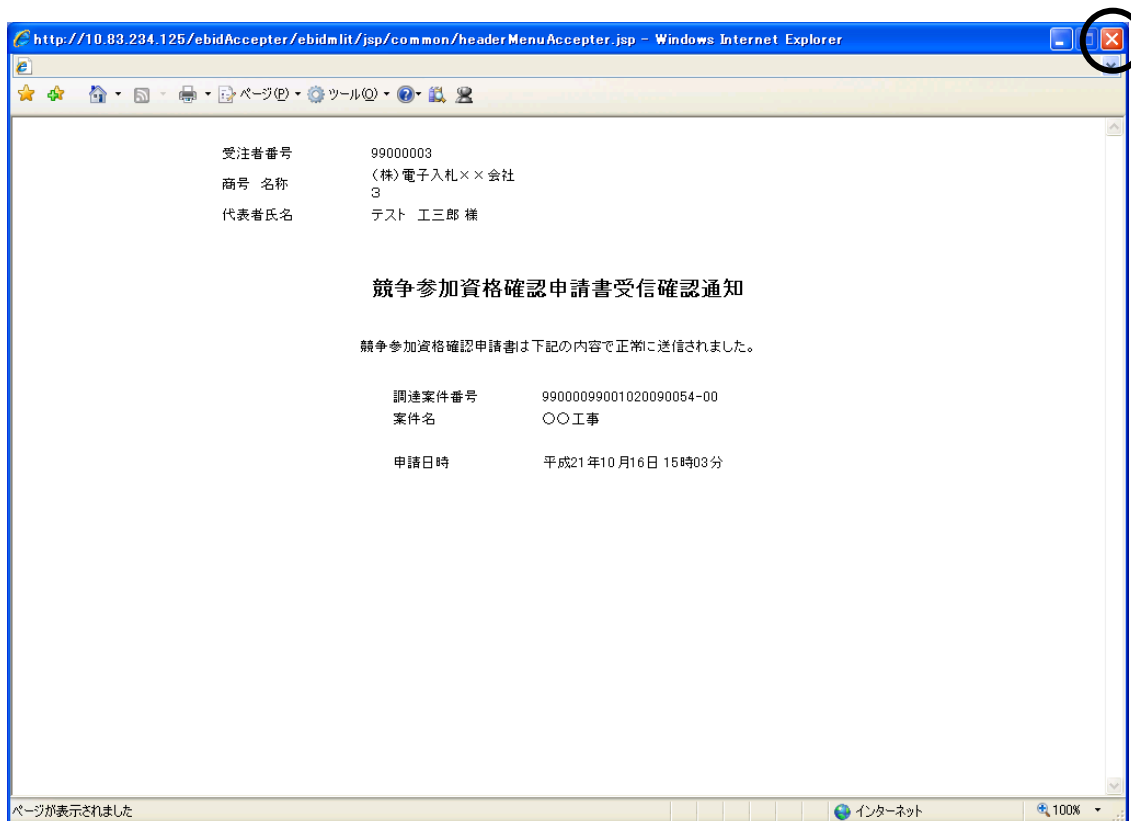 http://10.83.234.125/ebidAccepter/ebidmlit/jsp/common/headerMenuAccepter.jsp - Windows Internet Explorer
ページ(P) ツール(O)
受注者番号 99000003
商号 名称 (株)電子入札××会社
3
代表者氏名 テスト 工三郎 様
競争参加資格確認申請書受信確認通知
競争参加資格確認申請書は下記の内容で正常に送信されました。
調達案件番号 99000099001020090054-00
案件名 〇〇工事
申請日時 平成21年10月16日 15時03分
ページが表示されました インターネット 100%